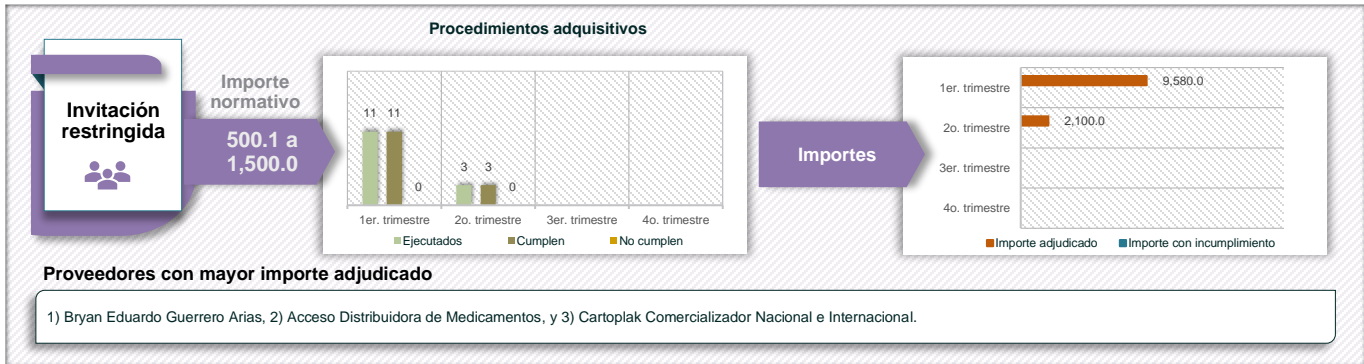 Procedimientos adquisitivos
Invitación
restringida
Importe
normativo
500.1 a
1,500.0
11 11
0
3 3
0
1er. trimestre 2o. trimestre 3er. trimestre 4o. trimestre
Ejecutados Cumplen No cumplen
Importes
1er. trimestre 9,580.0
2o. trimestre 2,100.0
3er. trimestre
4o. trimestre
Importe adjudicado Importe con incumplimiento
Proveedores con mayor importe adjudicado
1) Bryan Eduardo Guerrero Arias, 2) Acceso Distribuidora de Medicamentos, y 3) Cartoplak Comercializador Nacional e Internacional.